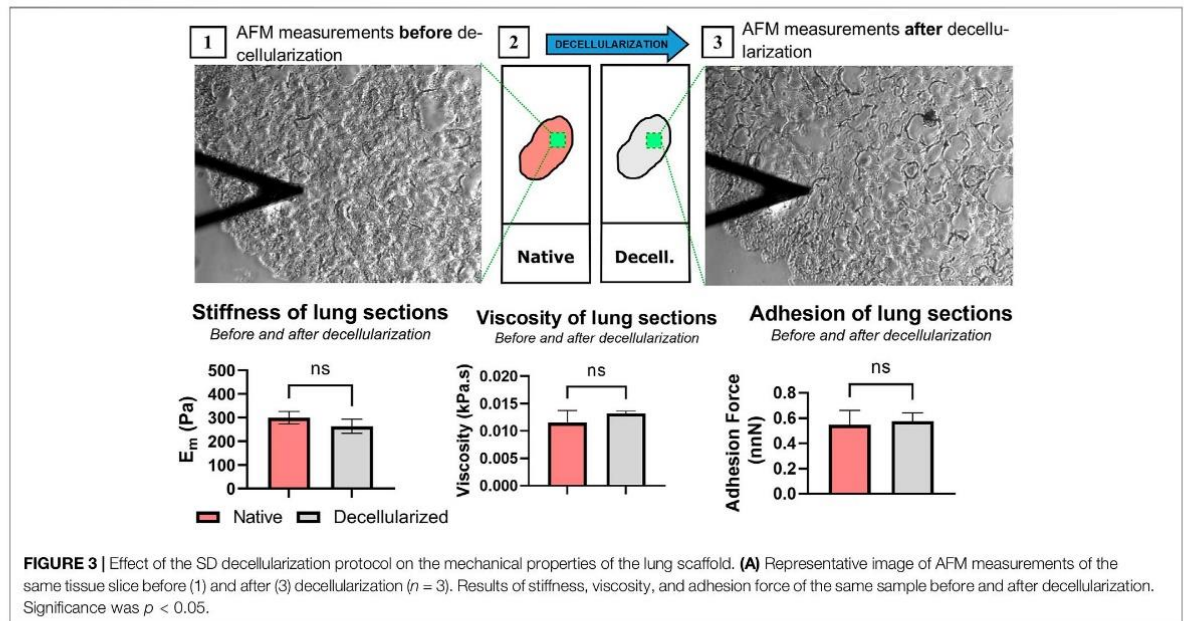 1
AFM measurements before de-
cellularization
2
DECELLULARIZATION
3
AFM measurements after decellu-
larization
Native
Decell.
Stiffness of lung sections
Before and after decellularization
500
400
300
200
100
0
Em (Pa)
ns
Native
Decellularized
Viscosity of lung sections
Before and after decellularization
0.020
0.015
0.010
0.005
0.000
Viscosity (kPa.s)
ns
Adhesion of lung sections
Before and after decellularization
0.8
0.6
0.4
0.2
0.0
Adhesion Force
(nnN)
ns
FIGURE 3 | Effect of the SD decellularization protocol on the mechanical properties of the lung scaffold. (A) Representative image of AFM measurements of the
same tissue slice before (1) and after (3) decellularization (n = 3). Results of stiffness, viscosity, and adhesion force of the same sample before and after decellularization.
Significance was p < 0.05.